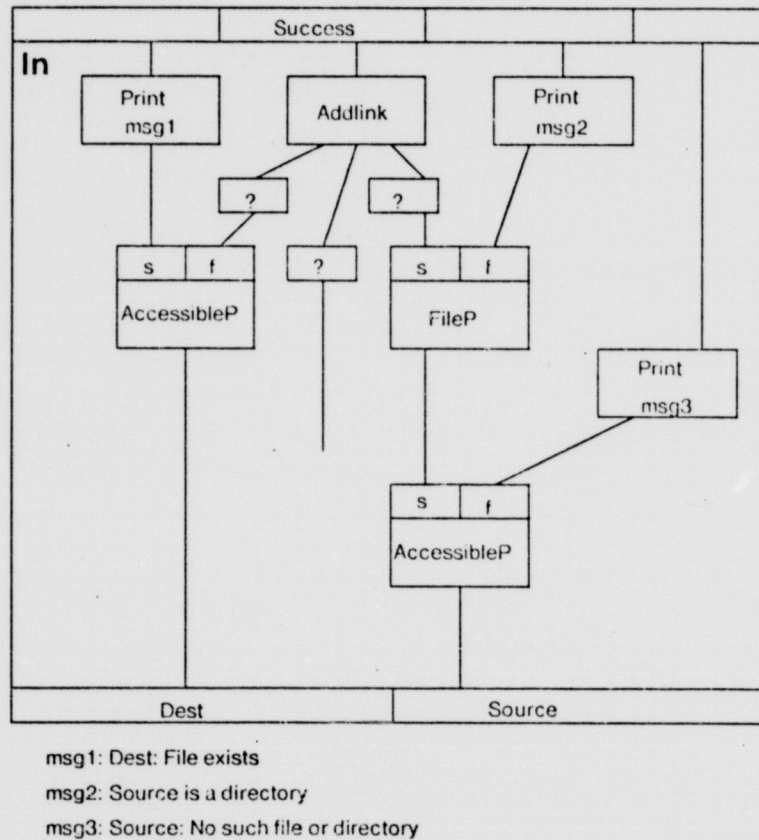 Success
In
Print
msg1
Addlink
Print
msg2
?
?
s f
?
s f
AccessibleP
FileP
Print
msg3
s f
AccessibleP
Dest Source
msg1: Dest: File exists
msg2: Source is a directory
msg3: Source: No such file or directory